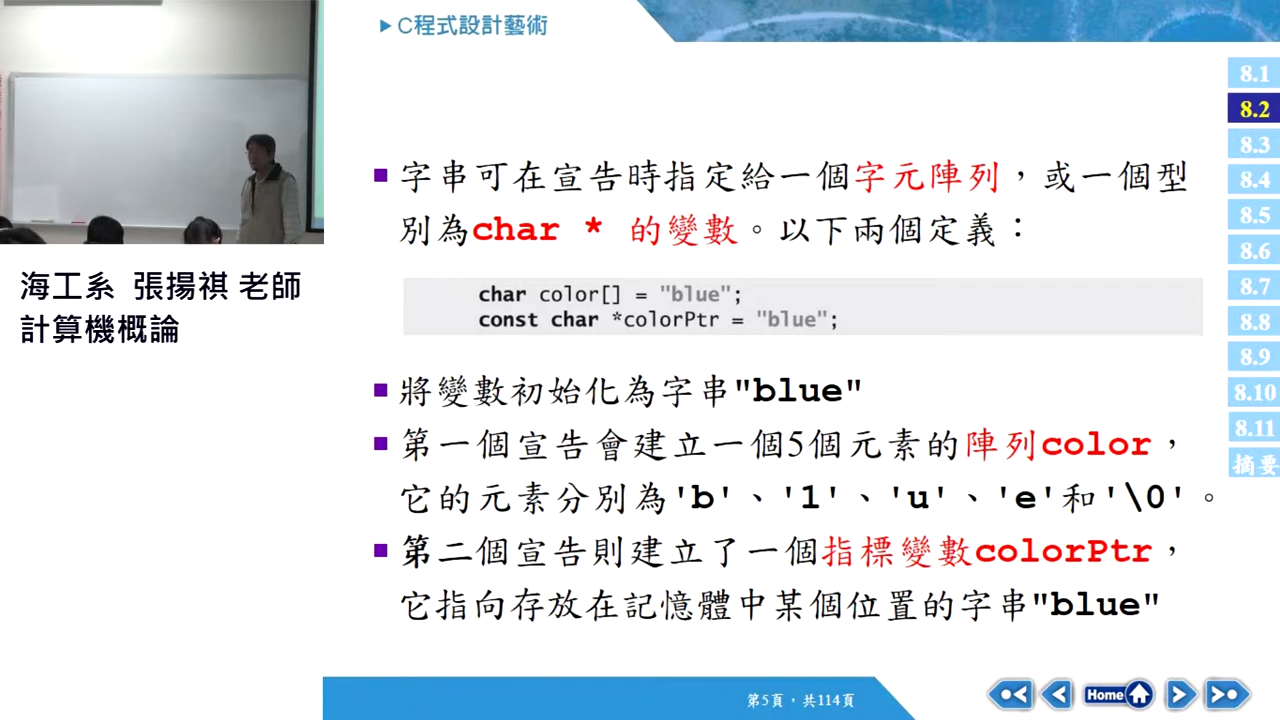 ▶C程式設計藝術
8.1
8.2
8.3
8.4
8.5
8.6
8.7
8.8
8.9
8.10
8.11
摘要
海工系 張揚祺 老師
計算機概論
■ 字串可在宣告時指定給一個字元陣列，或一個型
別為char * 的變數。以下兩個定義：
char color[] = "blue";
const char *colorPtr = "blue";
■ 將變數初始化為字串"blue"
■ 第一個宣告會建立一個5個元素的陣列color，
它的元素分別為'b'、'l'、'u'、'e'和'\0'。
■ 第二個宣告則建立了一個指標變數colorPtr，
它指向存放在記憶體中某個位置的字串"blue"
第5頁，共114頁
Home